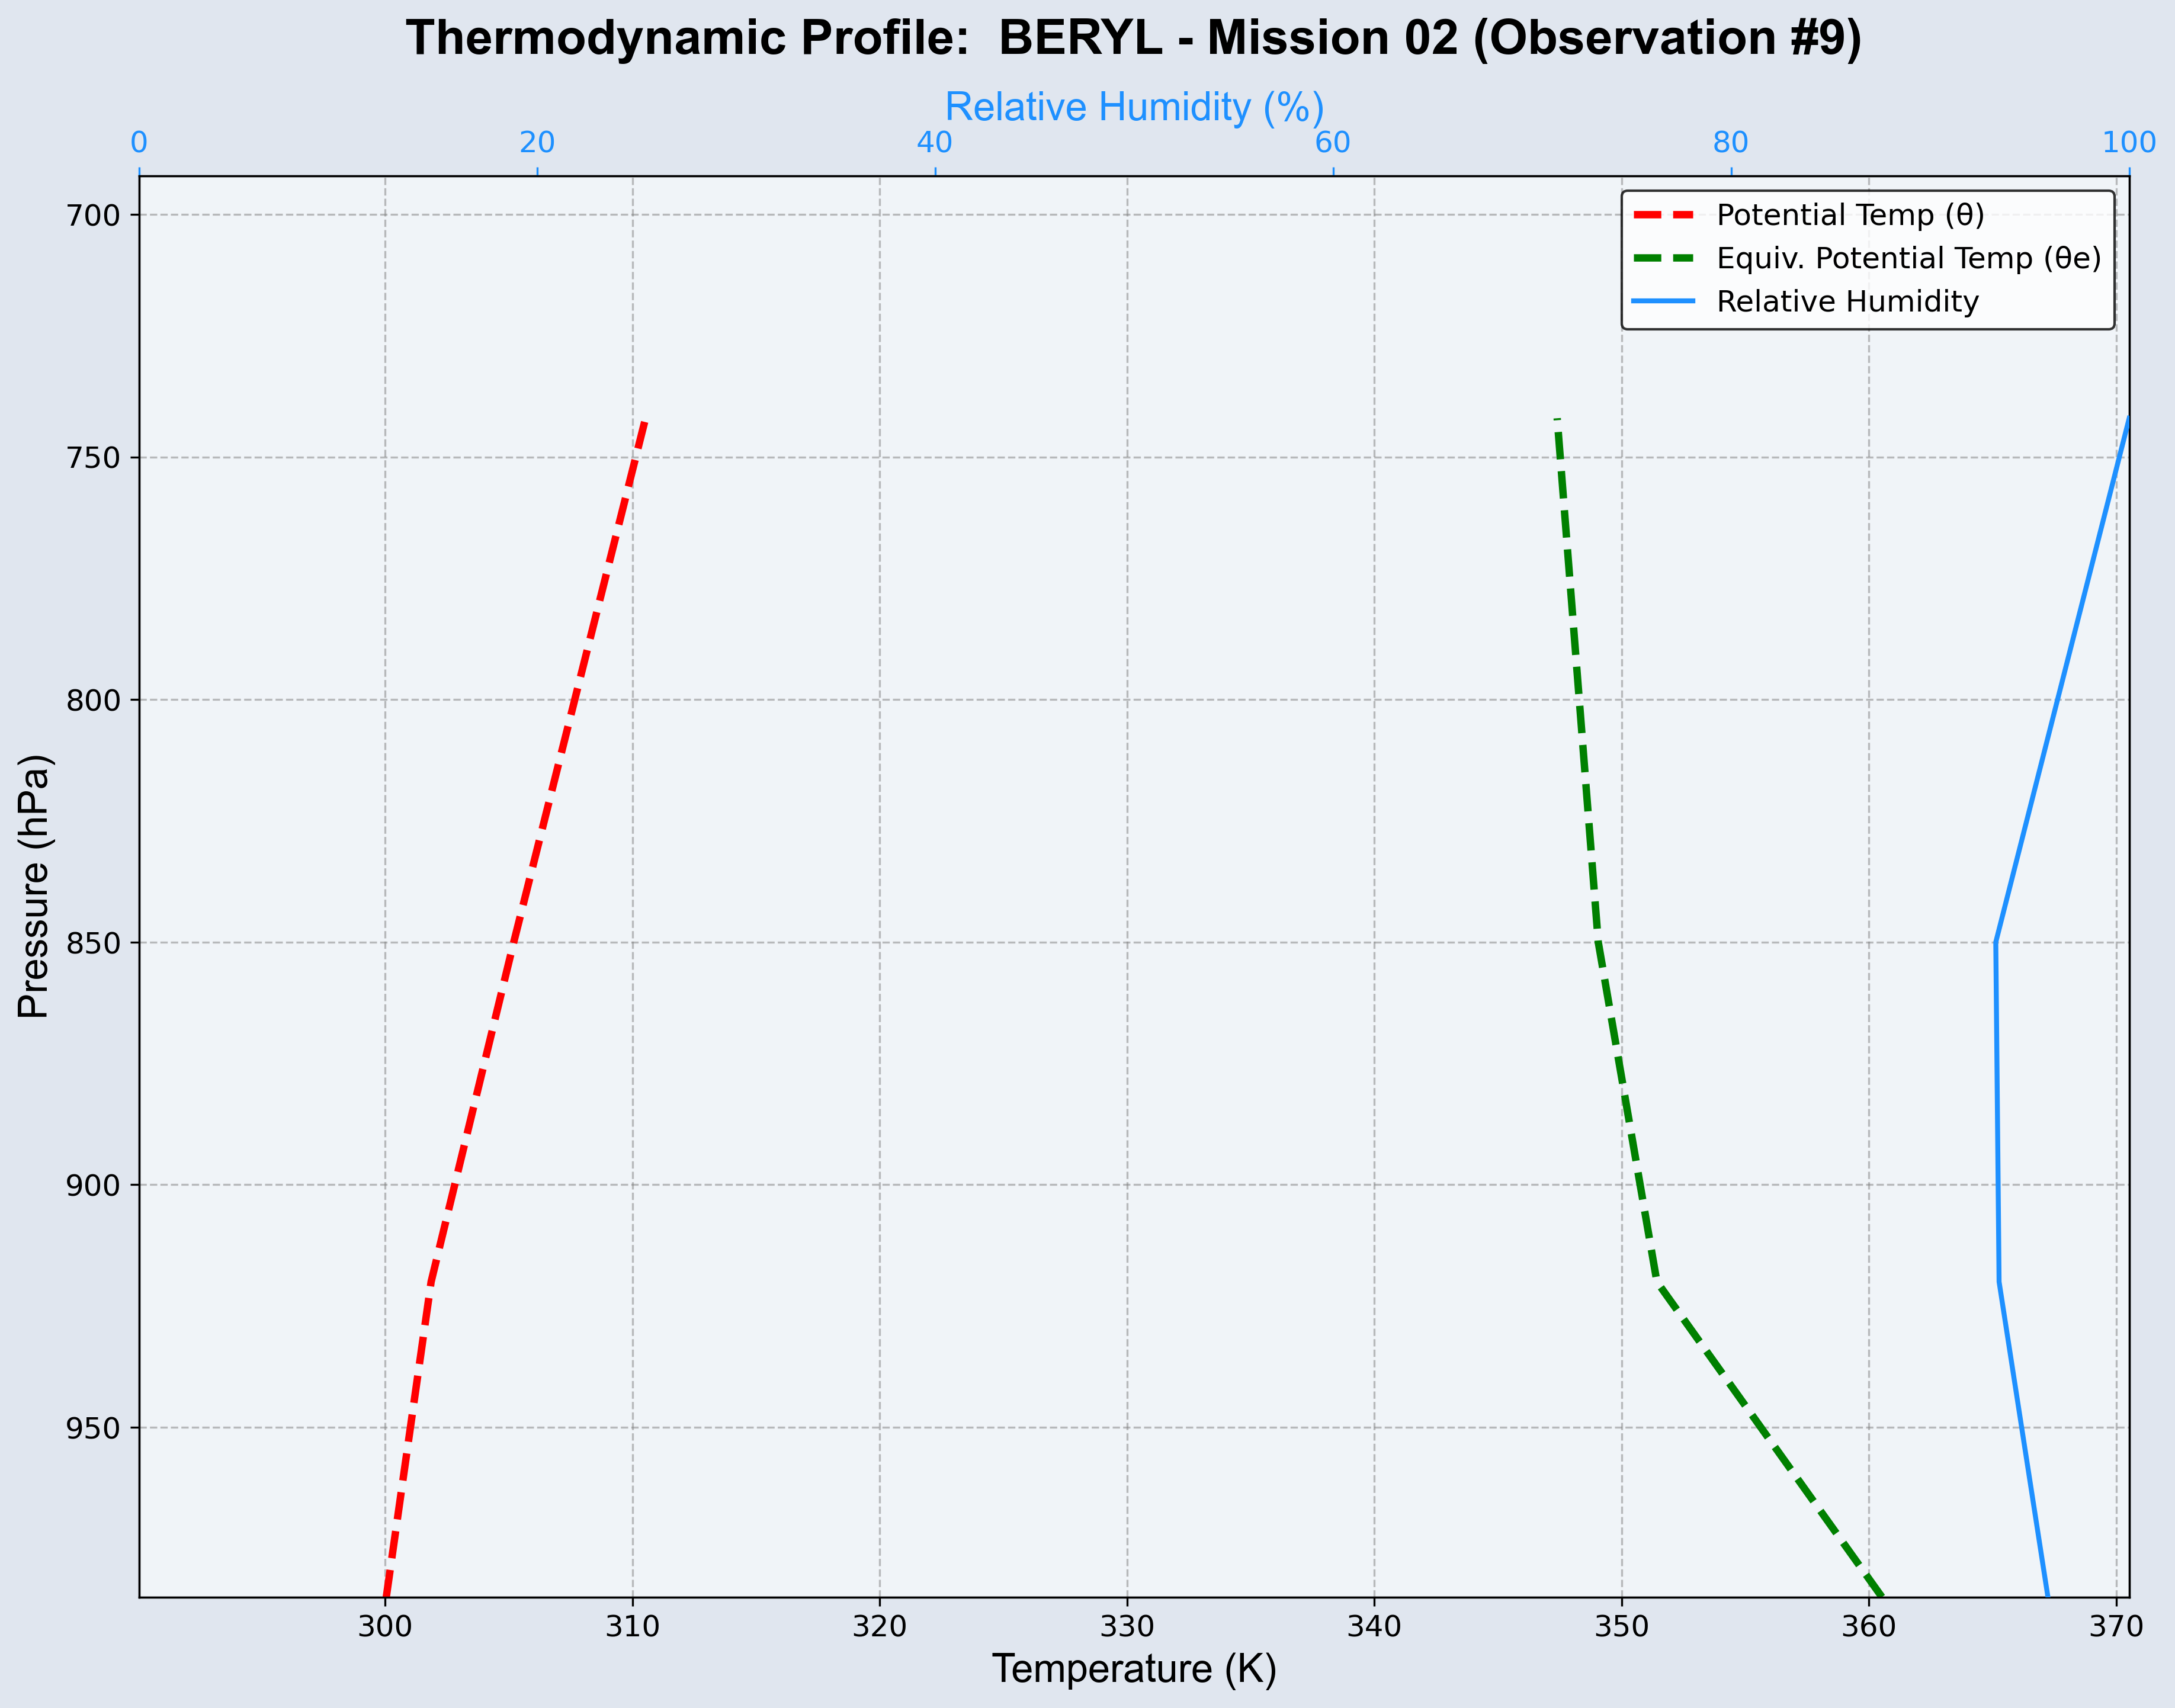 Thermodynamic Profile:  BERYL - Mission 02 (Observation #9)
Relative Humidity (%)
0 20 40 60 80 100
Potential Temp (θ)
Equiv. Potential Temp (θe)
Relative Humidity
700
750
800
850
900
950
Pressure (hPa)
300 310 320 330 340 350 360 370
Temperature (K)